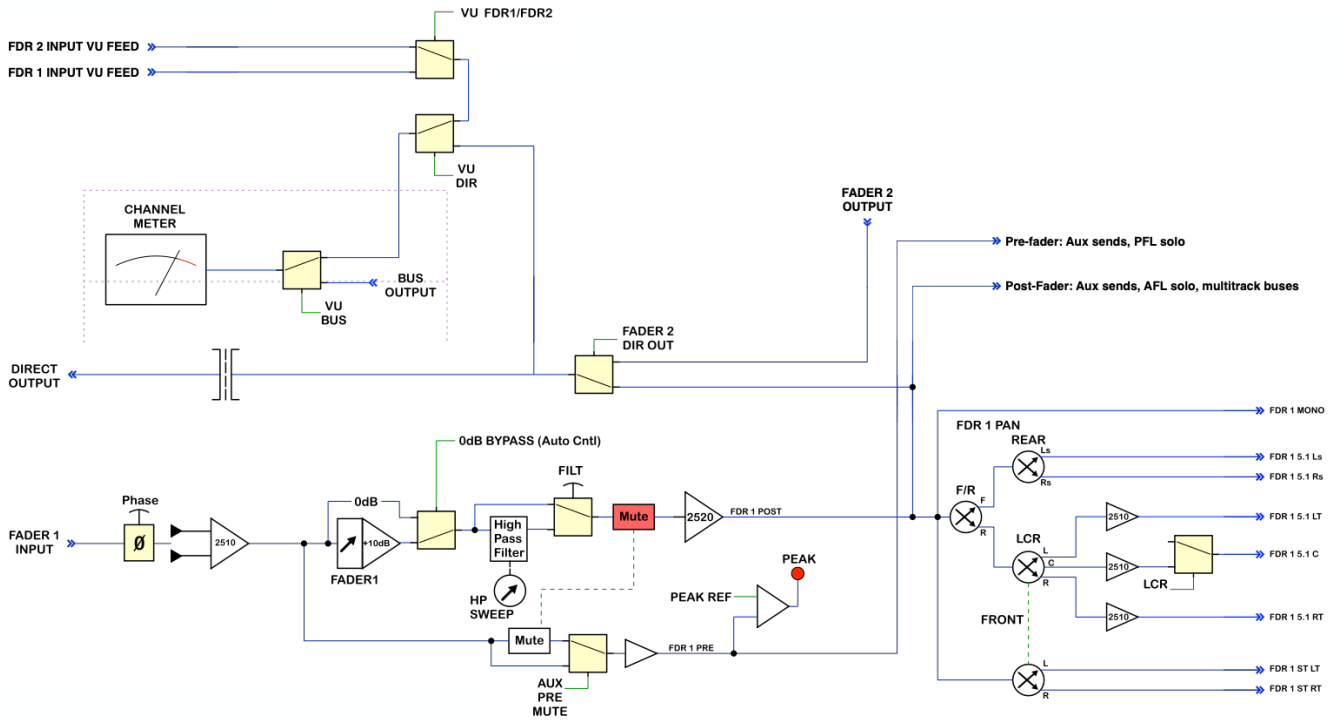 VU FDR1/FDR2
FDR 2 INPUT VU FEED
FDR 1 INPUT VU FEED
VU
DIR
CHANNEL
METER
BUS
OUTPUT
VU
BUS
FADER 2
OUTPUT
Pre-fader: Aux sends, PFL solo
Post-Fader: Aux sends, AFL solo, multitrack buses
FADER 2
DIR OUT
DIRECT
OUTPUT
FDR 1 MONO
FDR 1 PAN
REAR
Ls
Rs
FDR 1 5.1 Ls
FDR 1 5.1 Rs
0dB BYPASS (Auto Cntl)
FILT
F/R
F
R
Phase
0dB
FADER 1
INPUT
Ø
2510
+10dB
FADER1
High
Pass
Filter
HP
SWEEP
Mute
2520
FDR 1 POST
LCR
L
C
R
2510
2510
2510
FDR 1 5.1 LT
FDR 1 5.1 C
LCR
FDR 1 5.1 RT
PEAK
PEAK REF
FRONT
Mute
FDR 1 PRE
AUX
PRE
MUTE
L
R
FDR 1 ST LT
FDR 1 ST RT